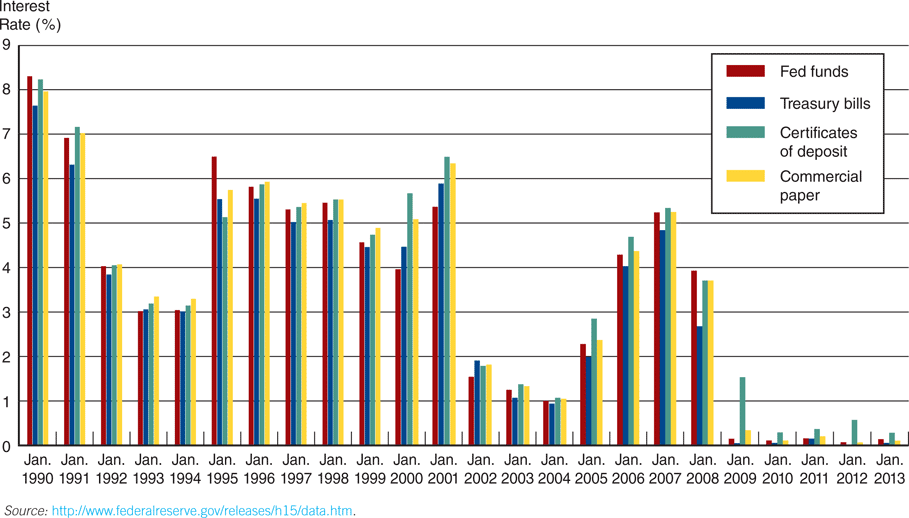 Interest
Rate (%)
9
8
7
6
5
4
3
2
1
0
Fed funds
Treasury bills
Certificates
of deposit
Commercial
paper
Jan. Jan. Jan. Jan. Jan. Jan. Jan. Jan. Jan. Jan. Jan. Jan. Jan. Jan. Jan. Jan. Jan. Jan. Jan. Jan. Jan. Jan. Jan. Jan.
1990 1991 1992 1993 1994 1995 1996 1997 1998 1999 2000 2001 2002 2003 2004 2005 2006 2007 2008 2009 2010 2011 2012 2013
Source: http://www.federalreserve.gov/releases/h15/data.htm.